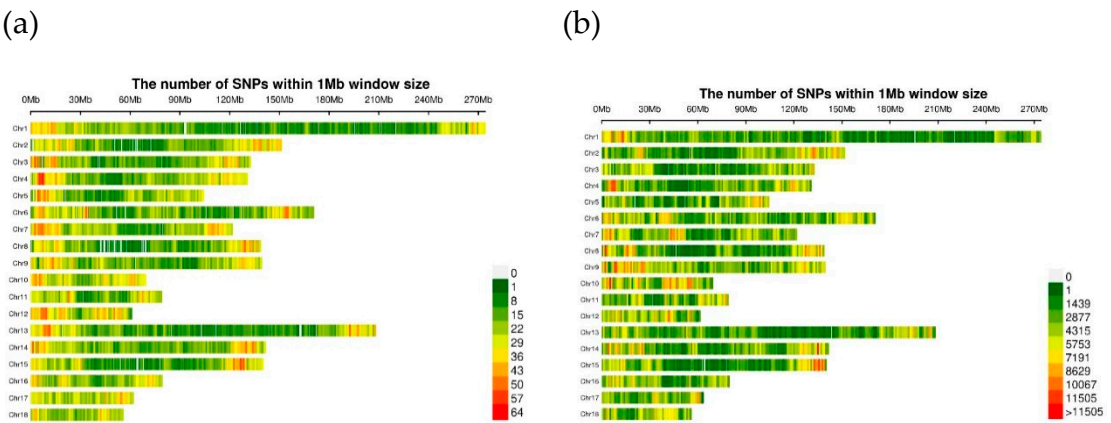 (a)
(b)
The number of SNPs within 1Mb window size
0Mb 30Mb 60Mb 90Mb 120Mb 150Mb 180Mb 210Mb 240Mb 270Mb
Chr1
Chr2
Chr3
Chr4
Chr5
Chr6
Chr7
Chr8
Chr9
Chr10
Chr11
Chr12
Chr13
Chr14
Chr15
Chr16
Chr17
Chr18
0
1
8
15
22
29
36
43
50
57
64
The number of SNPs within 1Mb window size
0Mb 30Mb 60Mb 90Mb 120Mb 150Mb 180Mb 210Mb 240Mb 270Mb
Chr1
Chr2
Chr3
Chr4
Chr5
Chr6
Chr7
Chr8
Chr9
Chr10
Chr11
Chr12
Chr13
Chr14
Chr15
Chr16
Chr17
Chr18
0
1
1439
2877
4315
5753
7191
8629
10067
11505
>11505